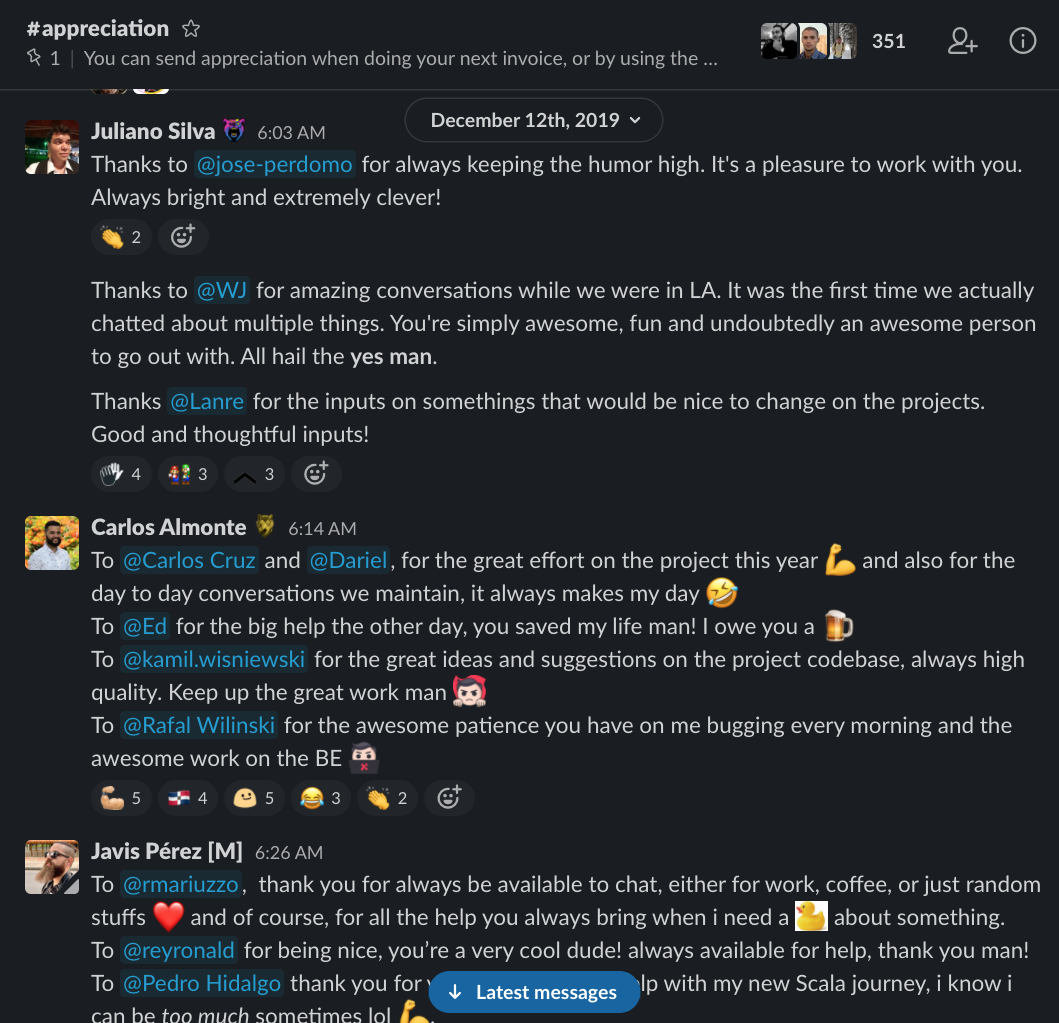 #appreciation
1 | You can send appreciation when doing your next invoice, or by using the ...
351
December 12th, 2019
Juliano Silva 6:03 AM
Thanks to @jose-perdomo for always keeping the humor high. It's a pleasure to work with you.
Always bright and extremely clever!
2
Thanks to @WJ for amazing conversations while we were in LA. It was the first time we actually
chatted about multiple things. You're simply awesome, fun and undoubtedly an awesome person
to go out with. All hail the yes man.
Thanks @Lanre for the inputs on somethings that would be nice to change on the projects.
Good and thoughtful inputs!
4 3 3
Carlos Almonte 6:14 AM
To @Carlos Cruz and @Dariel, for the great effort on the project this year 💪 and also for the
day to day conversations we maintain, it always makes my day 🤣
To @Ed for the big help the other day, you saved my life man! I owe you a 🍺
To @kamil.wisniewski for the great ideas and suggestions on the project codebase, always high
quality. Keep up the great work man
To @Rafal Wilinski for the awesome patience you have on me bugging every morning and the
awesome work on the BE
5 4 5 3 2
Javis Pérez [M] 6:26 AM
To @rmariuzzo, thank you for always be available to chat, either for work, coffee, or just random
stuffs ❤️ and of course, for all the help you always bring when i need a 🦆 about something.
To @reyronald for being nice, you’re a very cool dude! always available for help, thank you man!
To @Pedro Hidalgo thank you for lp with my new Scala journey, i know i
Latest messages
can be too much sometimes lol 💪.